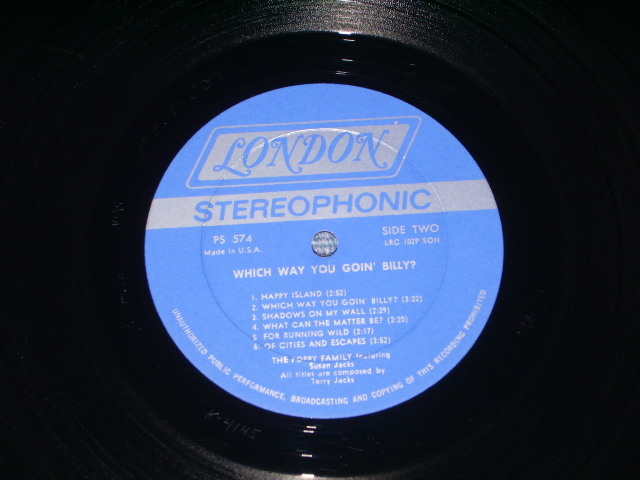 LONDON
STEREOPHONIC
PS 574
Made in U.S.A.
SIDE TWO
LRC 1029 SON
WHICH WAY YOU GOIN' BILLY?
1. HAPPY ISLAND (2:52)
2. WHICH WAY YOU GOIN' BILLY? (3:22)
3. SHADOWS ON MY WALL (2:29)
4. WHAT CAN THE MATTER BE? (2:20)
5. FOR RUNNING WILD (2:17)
6. OF CITIES AND ESCAPES (3:52)
THE POPPY FAMILY featuring
Susan Jacks
All titles are composed by
Terry Jacks
UNAUTHORIZED PUBLIC PERFORMANCE, BROADCASTING AND COPYING OF THIS RECORDING PROHIBITED
K-4145